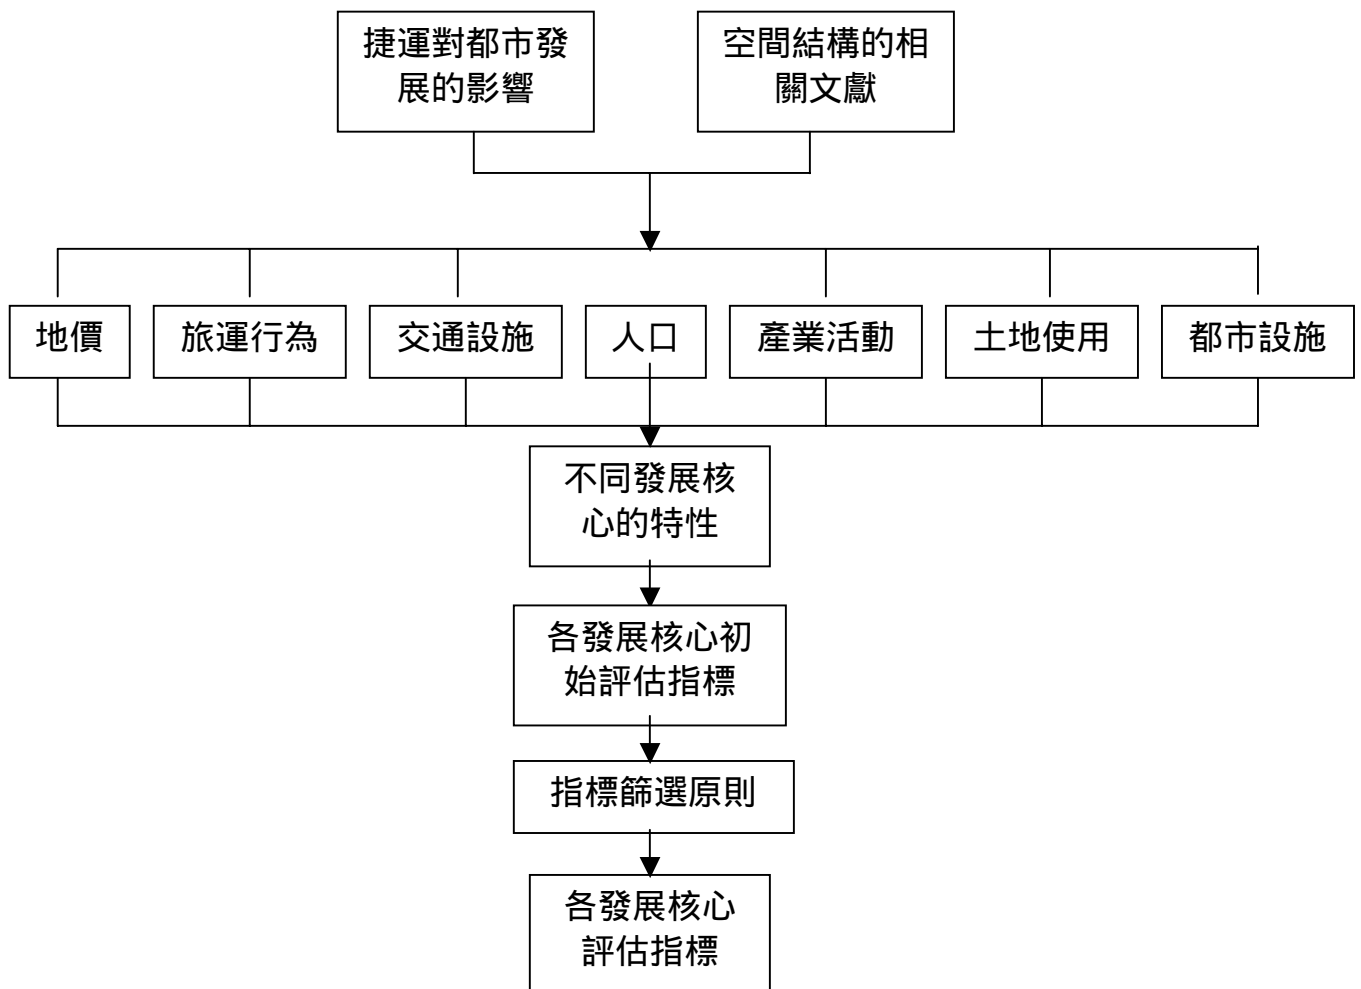 捷運對都市發
展的影響
空間結構的相
關文獻
地價
旅運行為
交通設施
人口
產業活動
土地使用
都市設施
不同發展核
心的特性
各發展核心初
始評估指標
指標篩選原則
各發展核心
評估指標